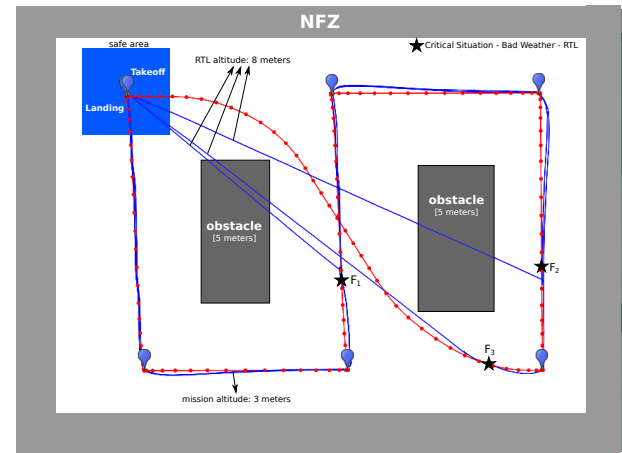 NFZ
safe area
Critical Situation - Bad Weather - RTL
RTL altitude: 8 meters
Takeoff
Landing
obstacle
[5 meters]
obstacle
[5 meters]
F2
F1
F3
mission altitude: 3 meters